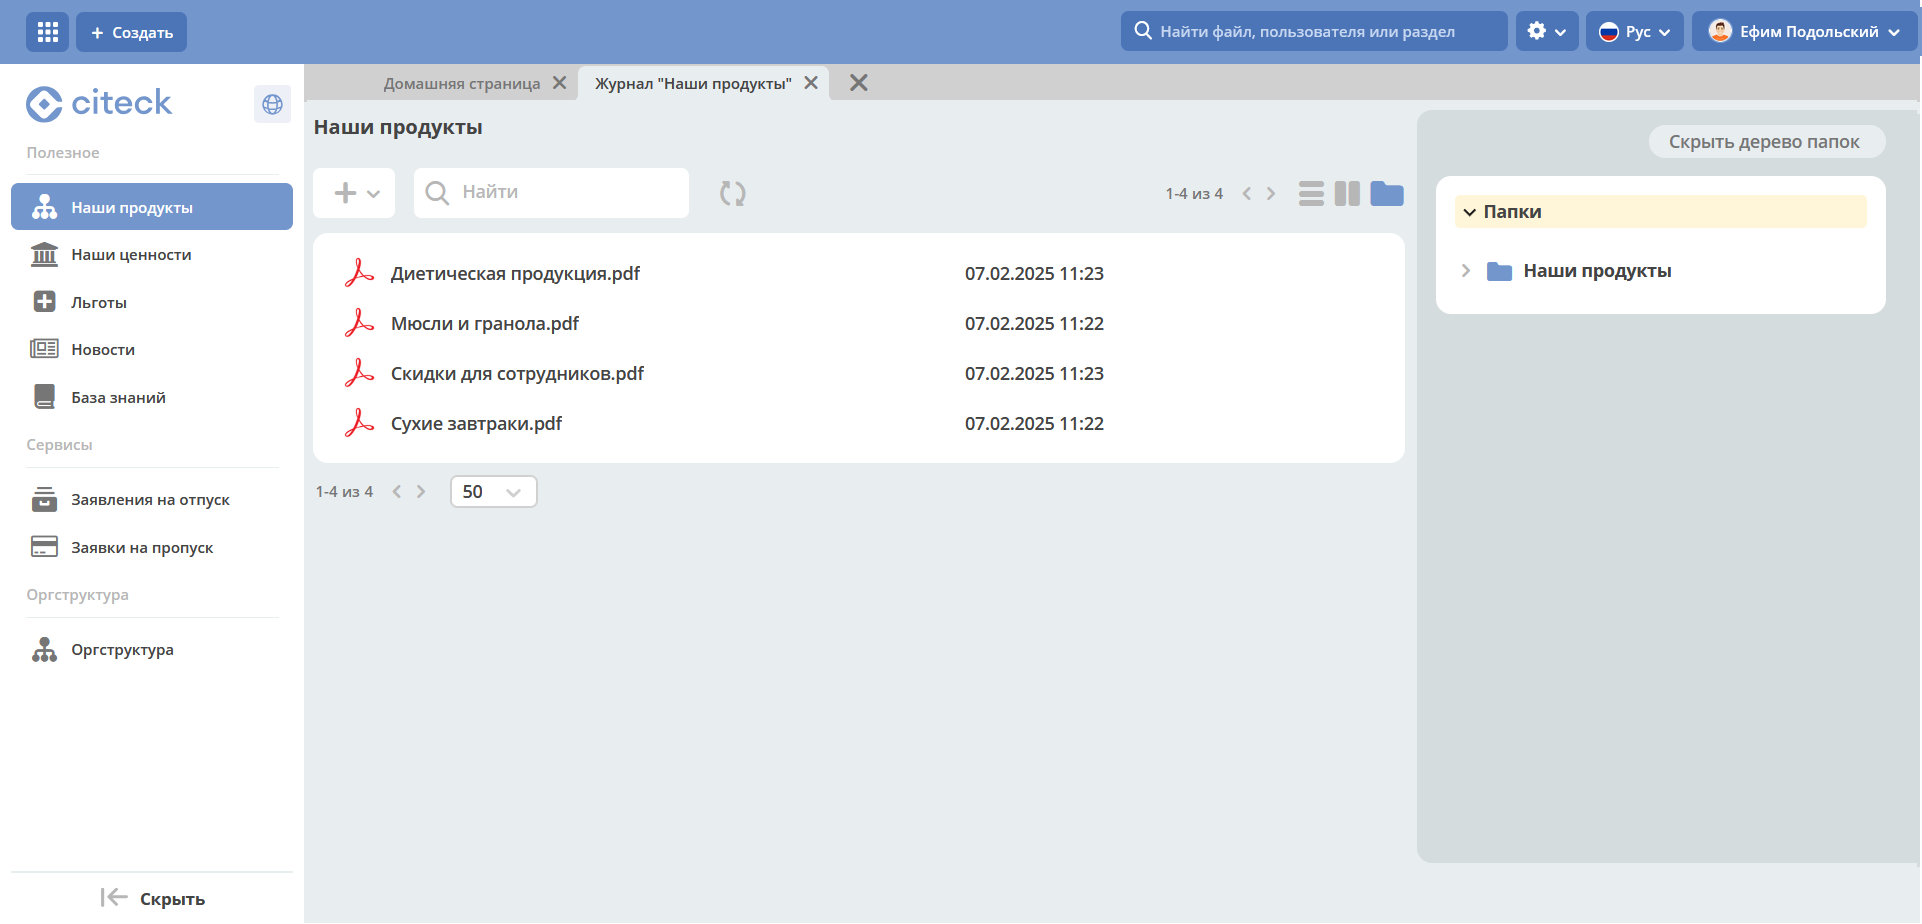 Создать
Найти файл, пользователя или раздел
Рус
Ефим Подольский
citeck
Полезное
Наши продукты
Наши ценности
Льготы
Новости
База знаний
Сервисы
Заявления на отпуск
Заявки на пропуск
Оргструктура
Оргструктура
Скрыть
Домашняя страница
Журнал "Наши продукты"
Наши продукты
Найти
1-4 из 4
Диетическая продукция.pdf 07.02.2025 11:23
Мюсли и гранола.pdf 07.02.2025 11:22
Скидки для сотрудников.pdf 07.02.2025 11:23
Сухие завтраки.pdf 07.02.2025 11:22
1-4 из 4
50
Скрыть дерево папок
Папки
Наши продукты